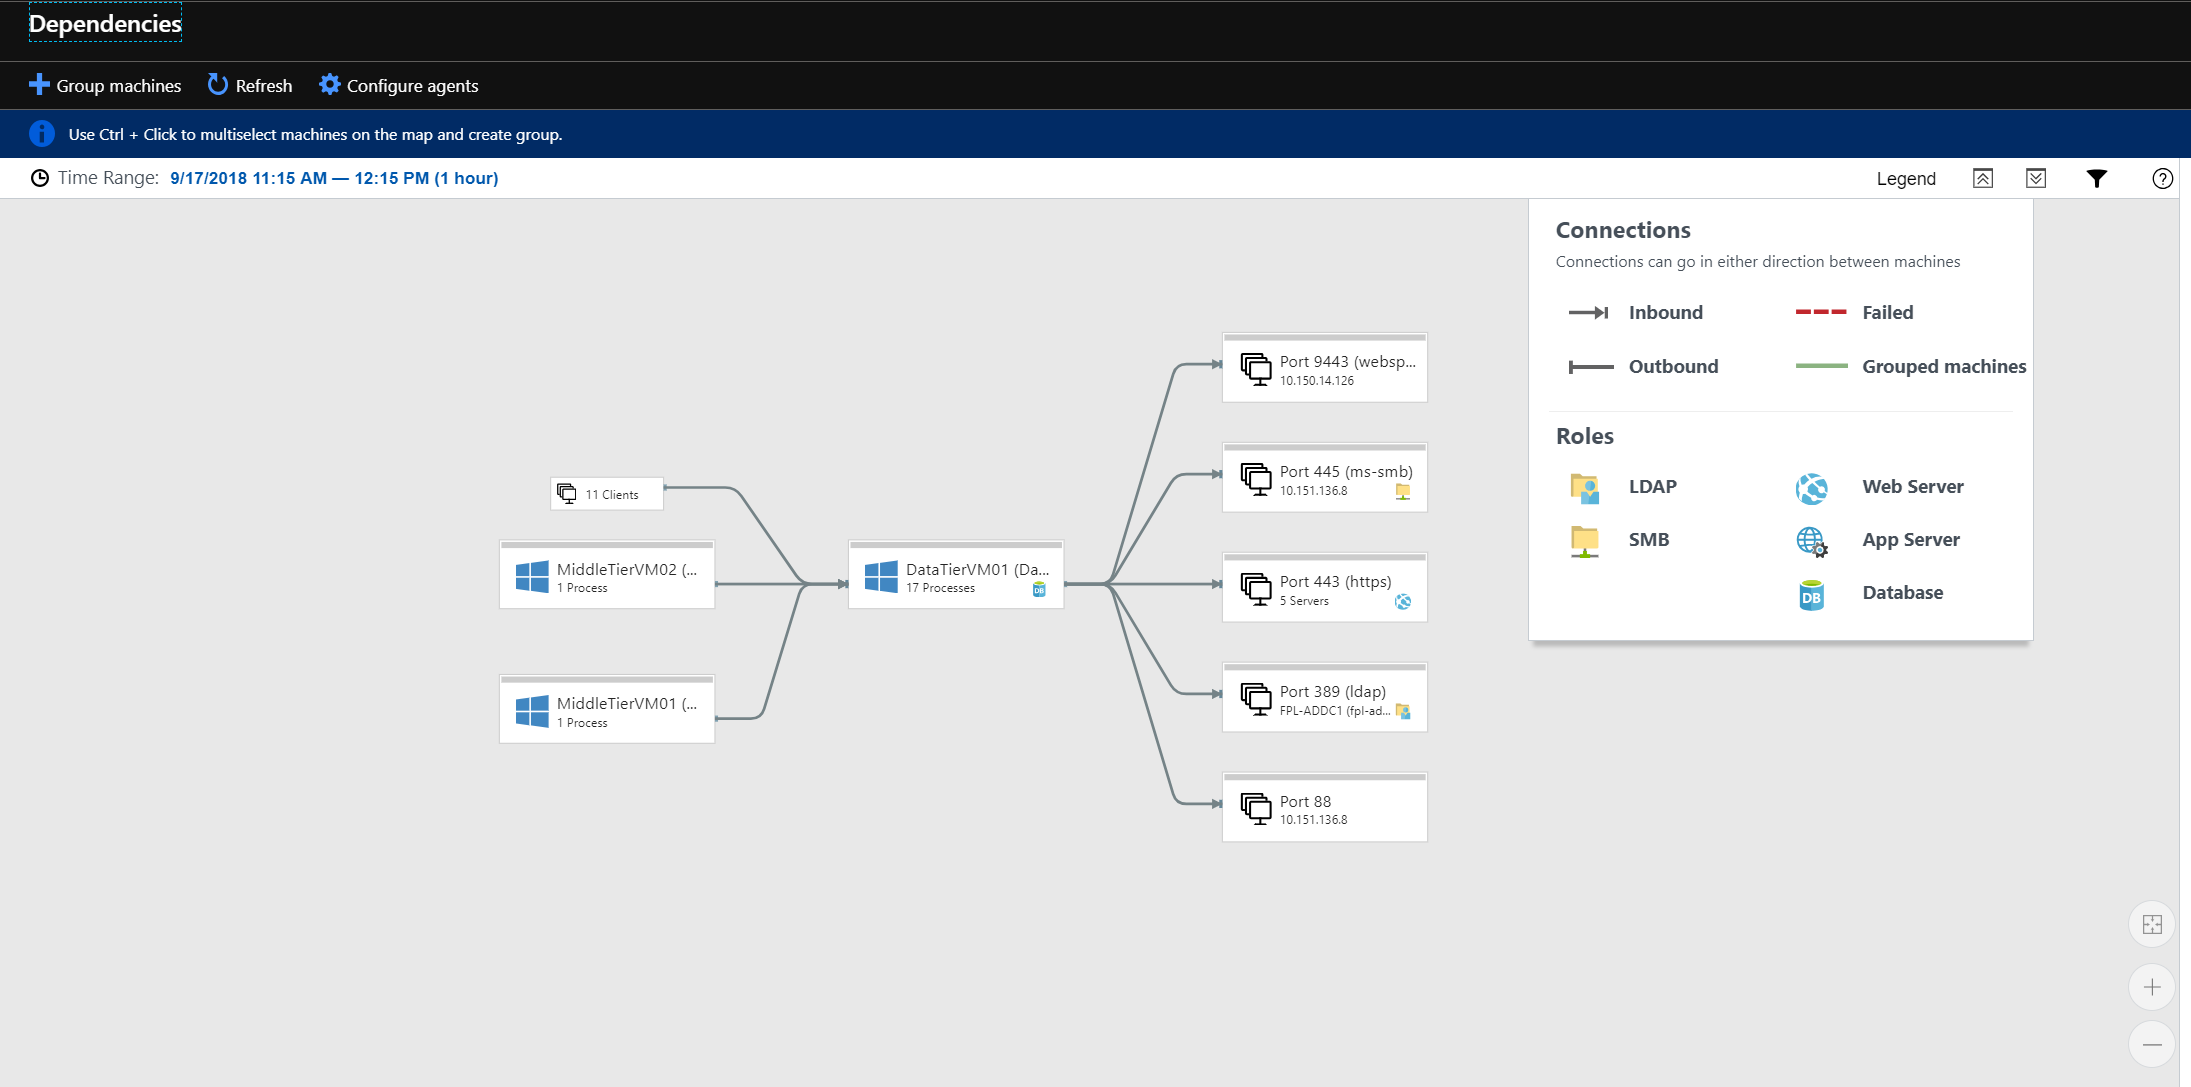 Dependencies
Group machines
Refresh
Configure agents
Use Ctrl + Click to multiselect machines on the map and create group.
Time Range: 9/17/2018 11:15 AM — 12:15 PM (1 hour)
Legend
Connections
Connections can go in either direction between machines
Inbound
Failed
Outbound
Grouped machines
Roles
LDAP
Web Server
SMB
App Server
DB
Database
11 Clients
MiddleTierVM02 (...
1 Process
MiddleTierVM01 (...
1 Process
DataTierVM01 (Da...
17 Processes
DB
Port 9443 (websp...
10.150.14.126
Port 445 (ms-smb)
10.151.136.8
Port 443 (https)
5 Servers
Port 389 (ldap)
FPL-ADDC1 (fpl-ad...
Port 88
10.151.136.8